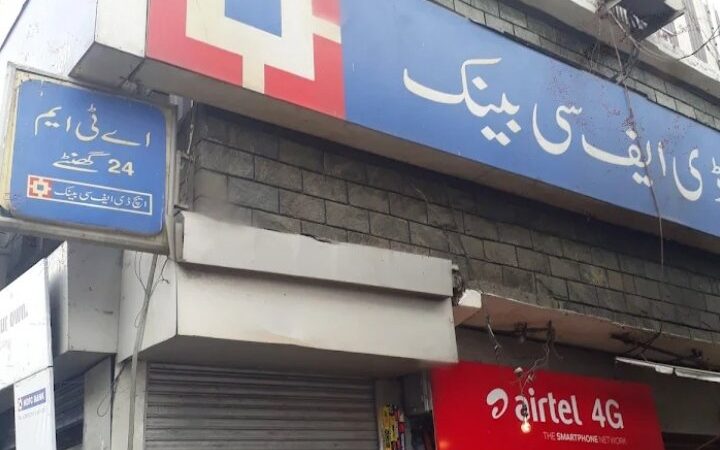 اے ٹی ایم
24 گھنٹے
ایچ ڈی ایف سی بینک
ڈی ایف سی بینک
HDFC BANK
airtel 4G
THE SMARTPHONE NETWORK